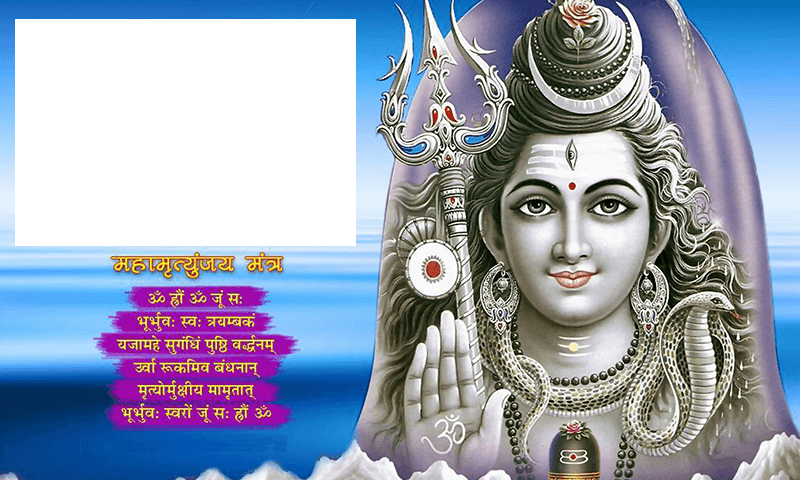 महामृत्युंजय मंत्र
ॐ ह्रौं ॐ जूं सः
भूर्भुवः स्वः त्रयम्बकं
यजामहे सुगंधिं पुष्टि वर्द्धनम्
उर्वा रूकमिव बंधनान्
मृत्योर्मुक्षीय मामृतात्
भूर्भुवः स्वरों जूं सः ह्रौं ॐ
ॐ